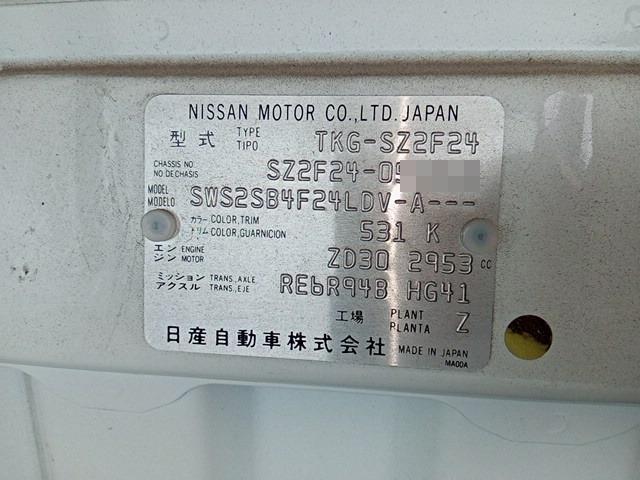 NISSAN MOTOR CO.,LTD. JAPAN
型式 TYPE TIPO TKG-SZ2F24
CHASSIS NO NO DE CHASIS SZ2F24-0
MODEL MODELO SWS2SB4F24LDV-A---
カラー COLOR,TRIM
トリム COLOR,GUARNICION 531 K
エンジン ENGINE MOTOR ZD30 2953 cc
ミッション TRANS.,AXLE
アクスル TRANS.,EJE RE6R94B HG41
工場 PLANT PLANTA Z
日産自動車株式会社 MADE IN JAPAN
MA00A